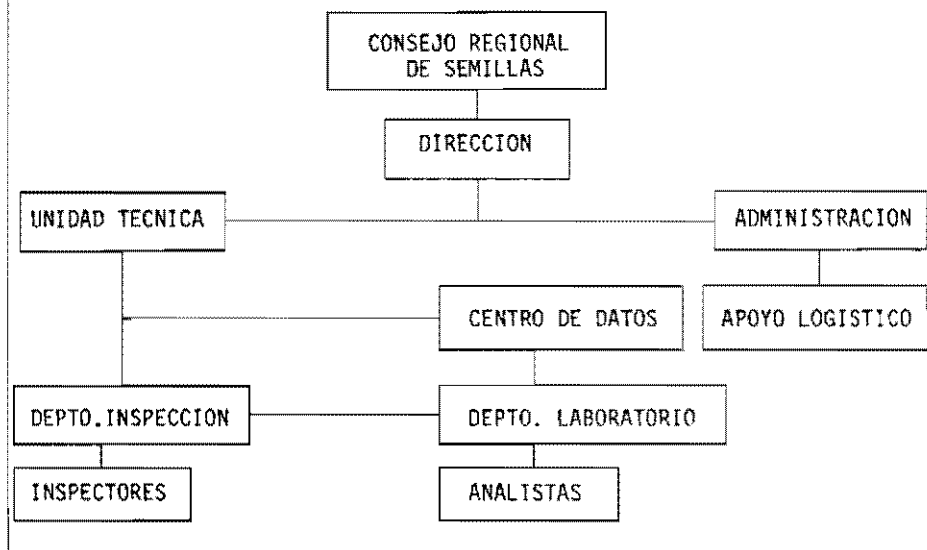 CONSEJO REGIONAL
DE SEMILLAS
DIRECCION
UNIDAD TECNICA
ADMINISTRACION
CENTRO DE DATOS
APOYO LOGISTICO
DEPTO.INSPECCION
DEPTO. LABORATORIO
INSPECTORES
ANALISTAS